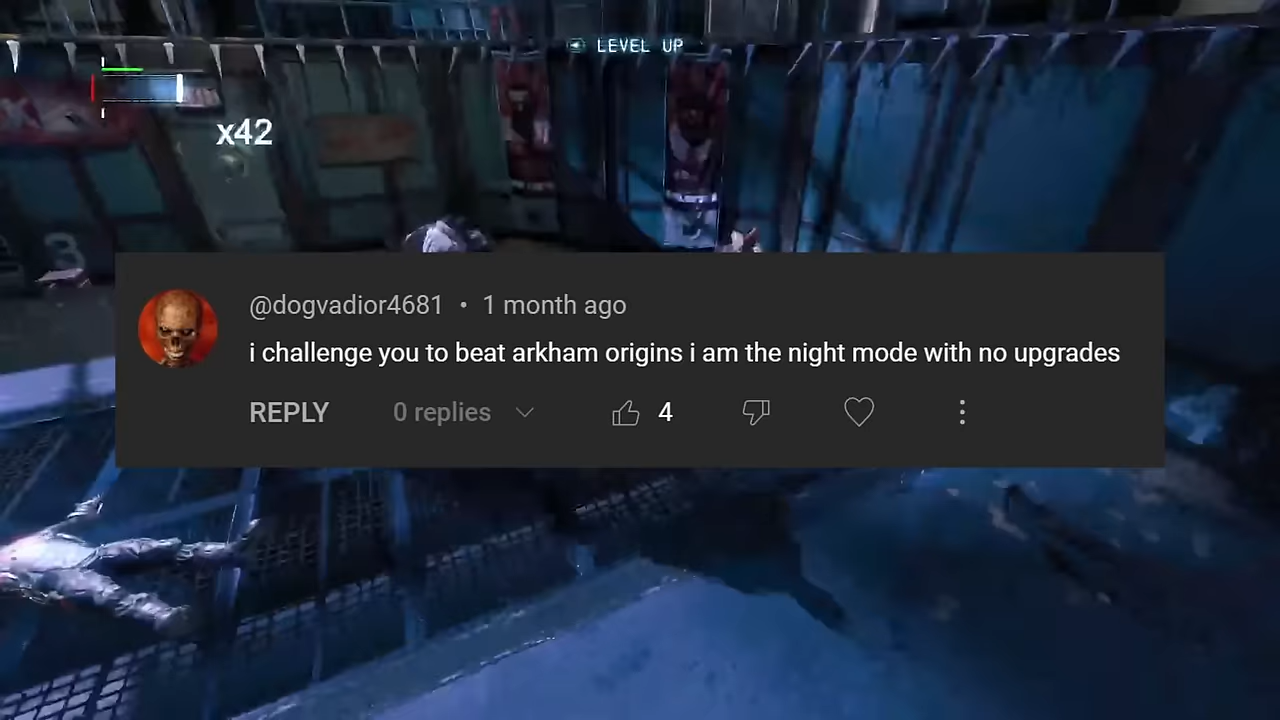 LEVEL UP
x42
3
@dogvadior4681 • 1 month ago
i challenge you to beat arkham origins i am the night mode with no upgrades
REPLY 0 replies 4